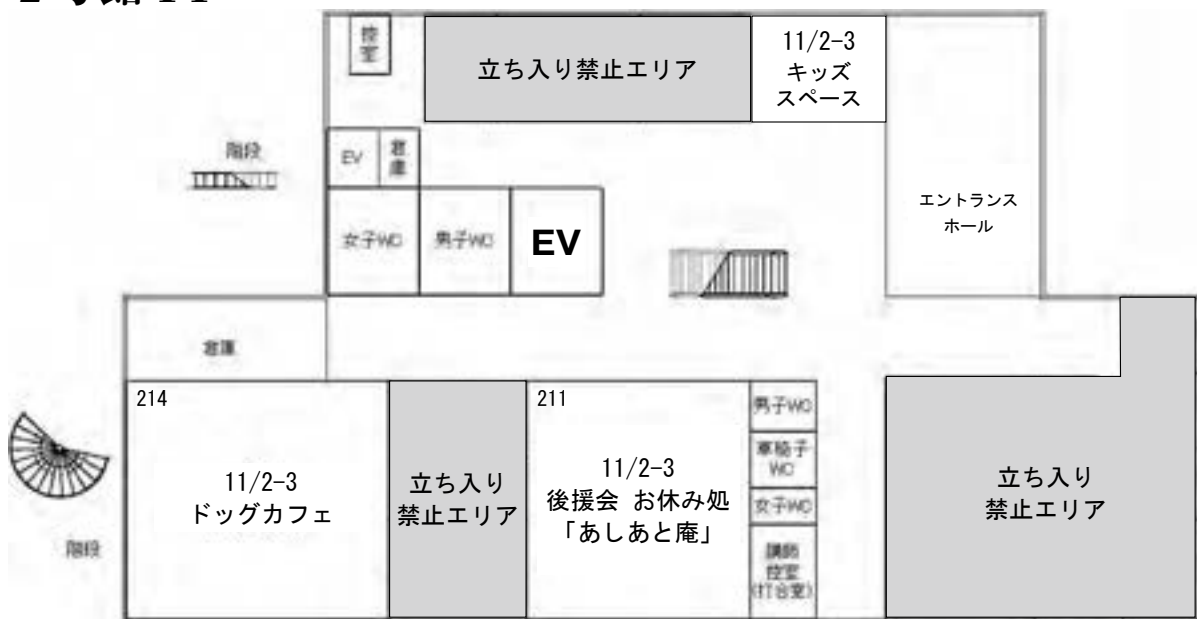 控
室
立ち入り禁止エリア
11/2-3
キッズ
スペース
階段
EV
倉
庫
女子WC
男子WC
EV
エントランス
ホール
倉庫
214
11/2-3
ドッグカフェ
立ち入り
禁止エリア
211
11/2-3
後援会 お休み処
「あしあと庵」
男子WC
車椅子
WC
女子WC
講師
控室
(打合室)
立ち入り
禁止エリア
階段